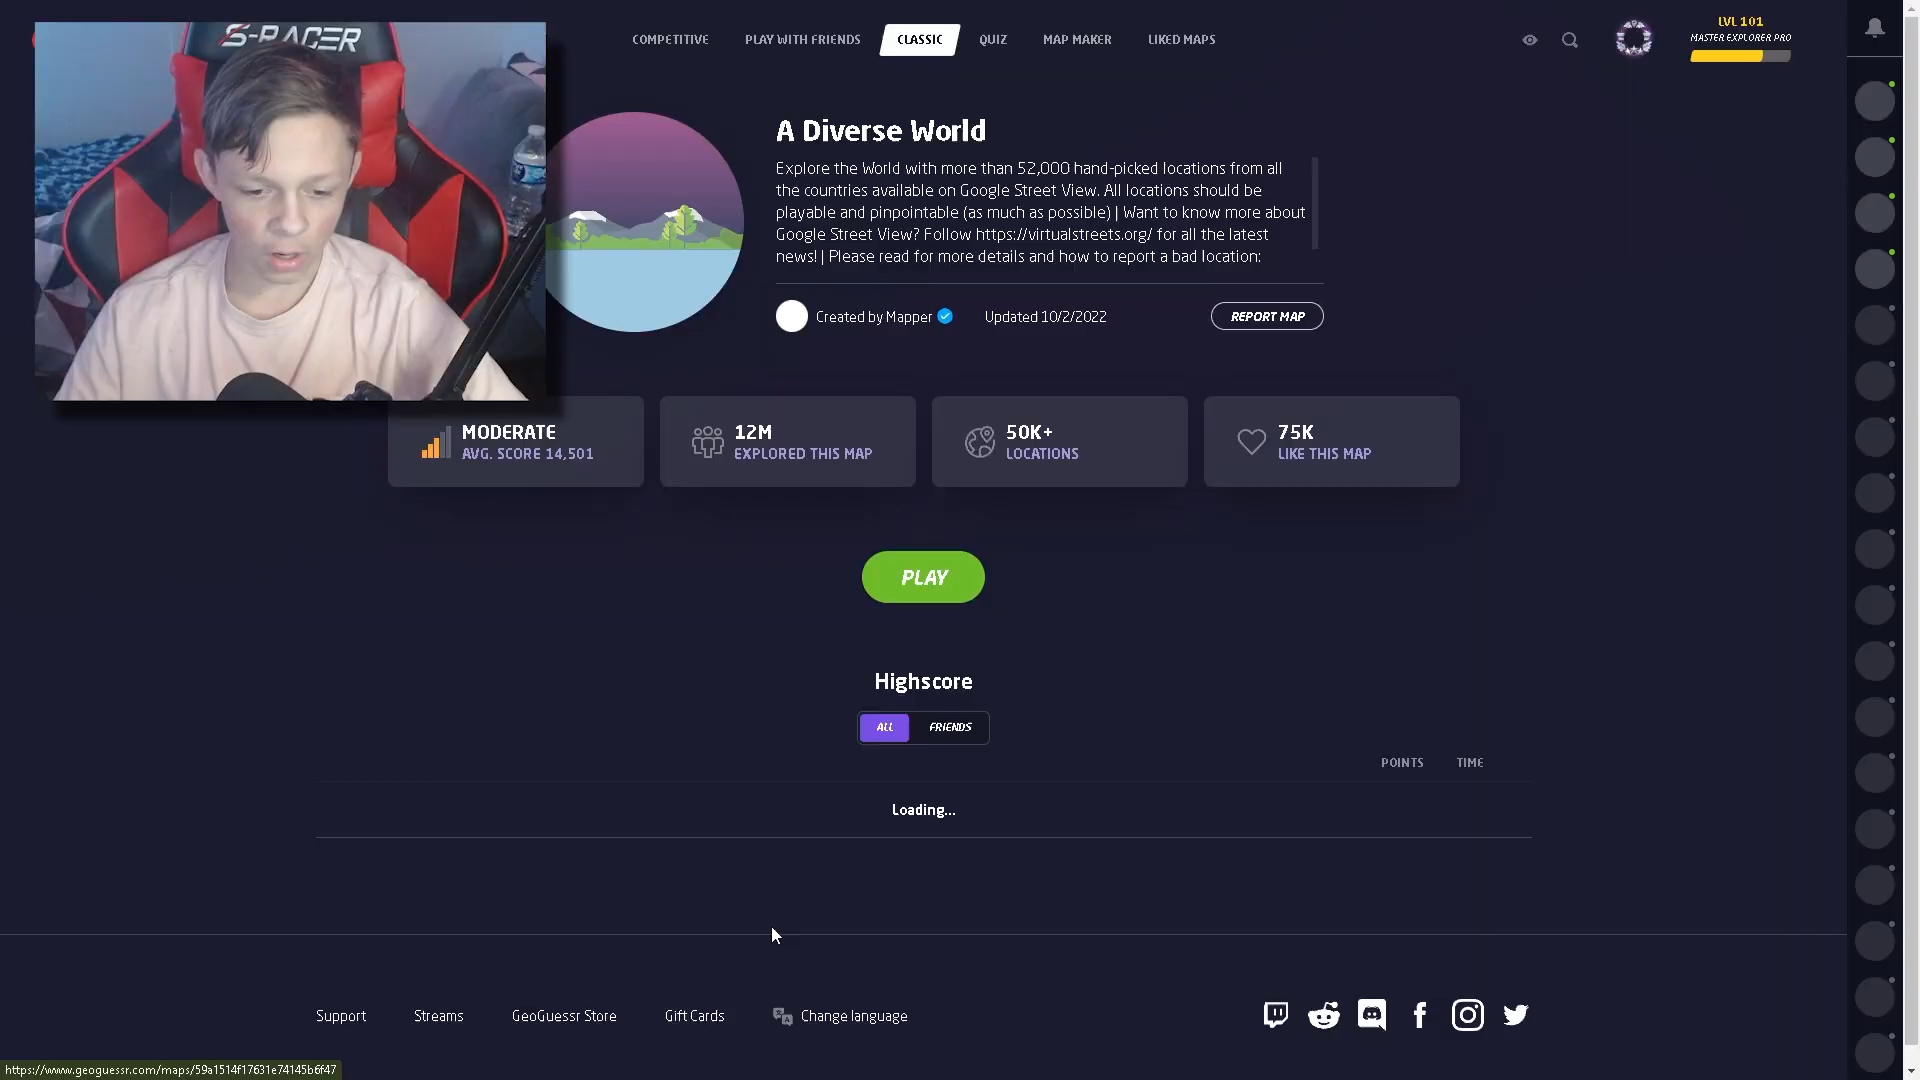 S-RACER
COMPETITIVE
PLAY WITH FRIENDS
CLASSIC
QUIZ
MAP MAKER
LIKED MAPS
LVL 101
MASTER EXPLORER PRO
A Diverse World
Explore the World with more than 52,000 hand-picked locations from all
the countries available on Google Street View. All locations should be
playable and pinpointable (as much as possible) | Want to know more about
Google Street View? Follow https://virtualstreets.org/ for all the latest
news! | Please read for more details and how to report a bad location:
Created by Mapper
Updated 10/2/2022
REPORT MAP
MODERATE
AVG. SCORE 14,501
12M
EXPLORED THIS MAP
50K+
LOCATIONS
75K
LIKE THIS MAP
PLAY
Highscore
ALL
FRIENDS
POINTS
TIME
Loading...
Support
Streams
GeoGuessr Store
Gift Cards
Change language
https://www.geoguessr.com/maps/59a1514f17631e74145b6f47